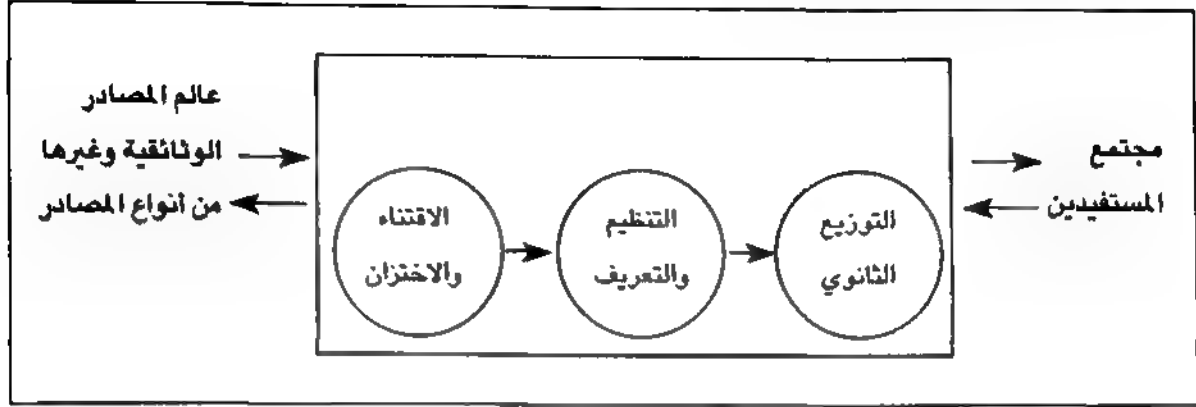 عالم المصادر
الوثائقية وغيرها
من أنواع المصادر
الاقتناء
والاختزان
التنظيم
والتعريف
التوزيع
الثانوي
مجتمع
المستفيدين